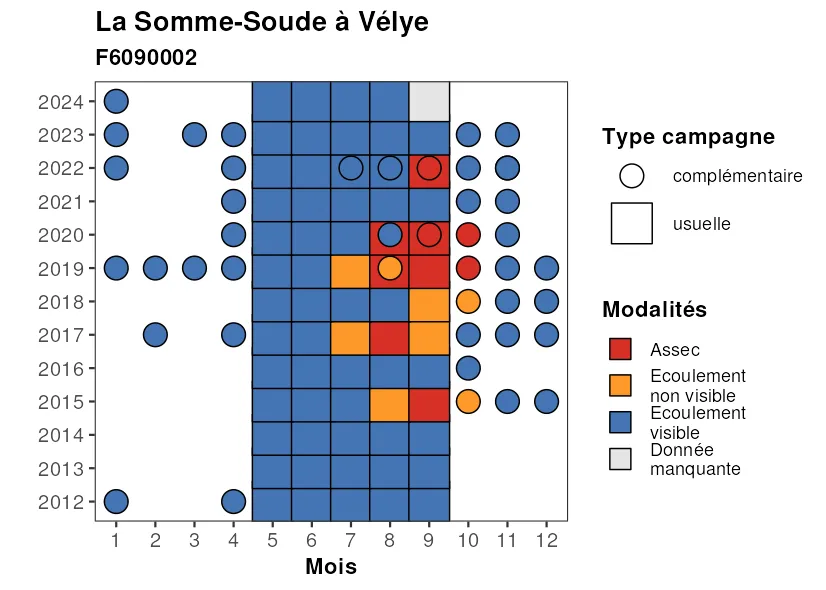 La Somme-Soude à Vélye
F6090002
2024
2023
2022
2021
2020
2019
2018
2017
2016
2015
2014
2013
2012
1 2 3 4 5 6 7 8 9 10 11 12
Mois
Type campagne
complémentaire
usuelle
Modalités
Assec
Ecoulement
non visible
Ecoulement
visible
Donnée
manquante